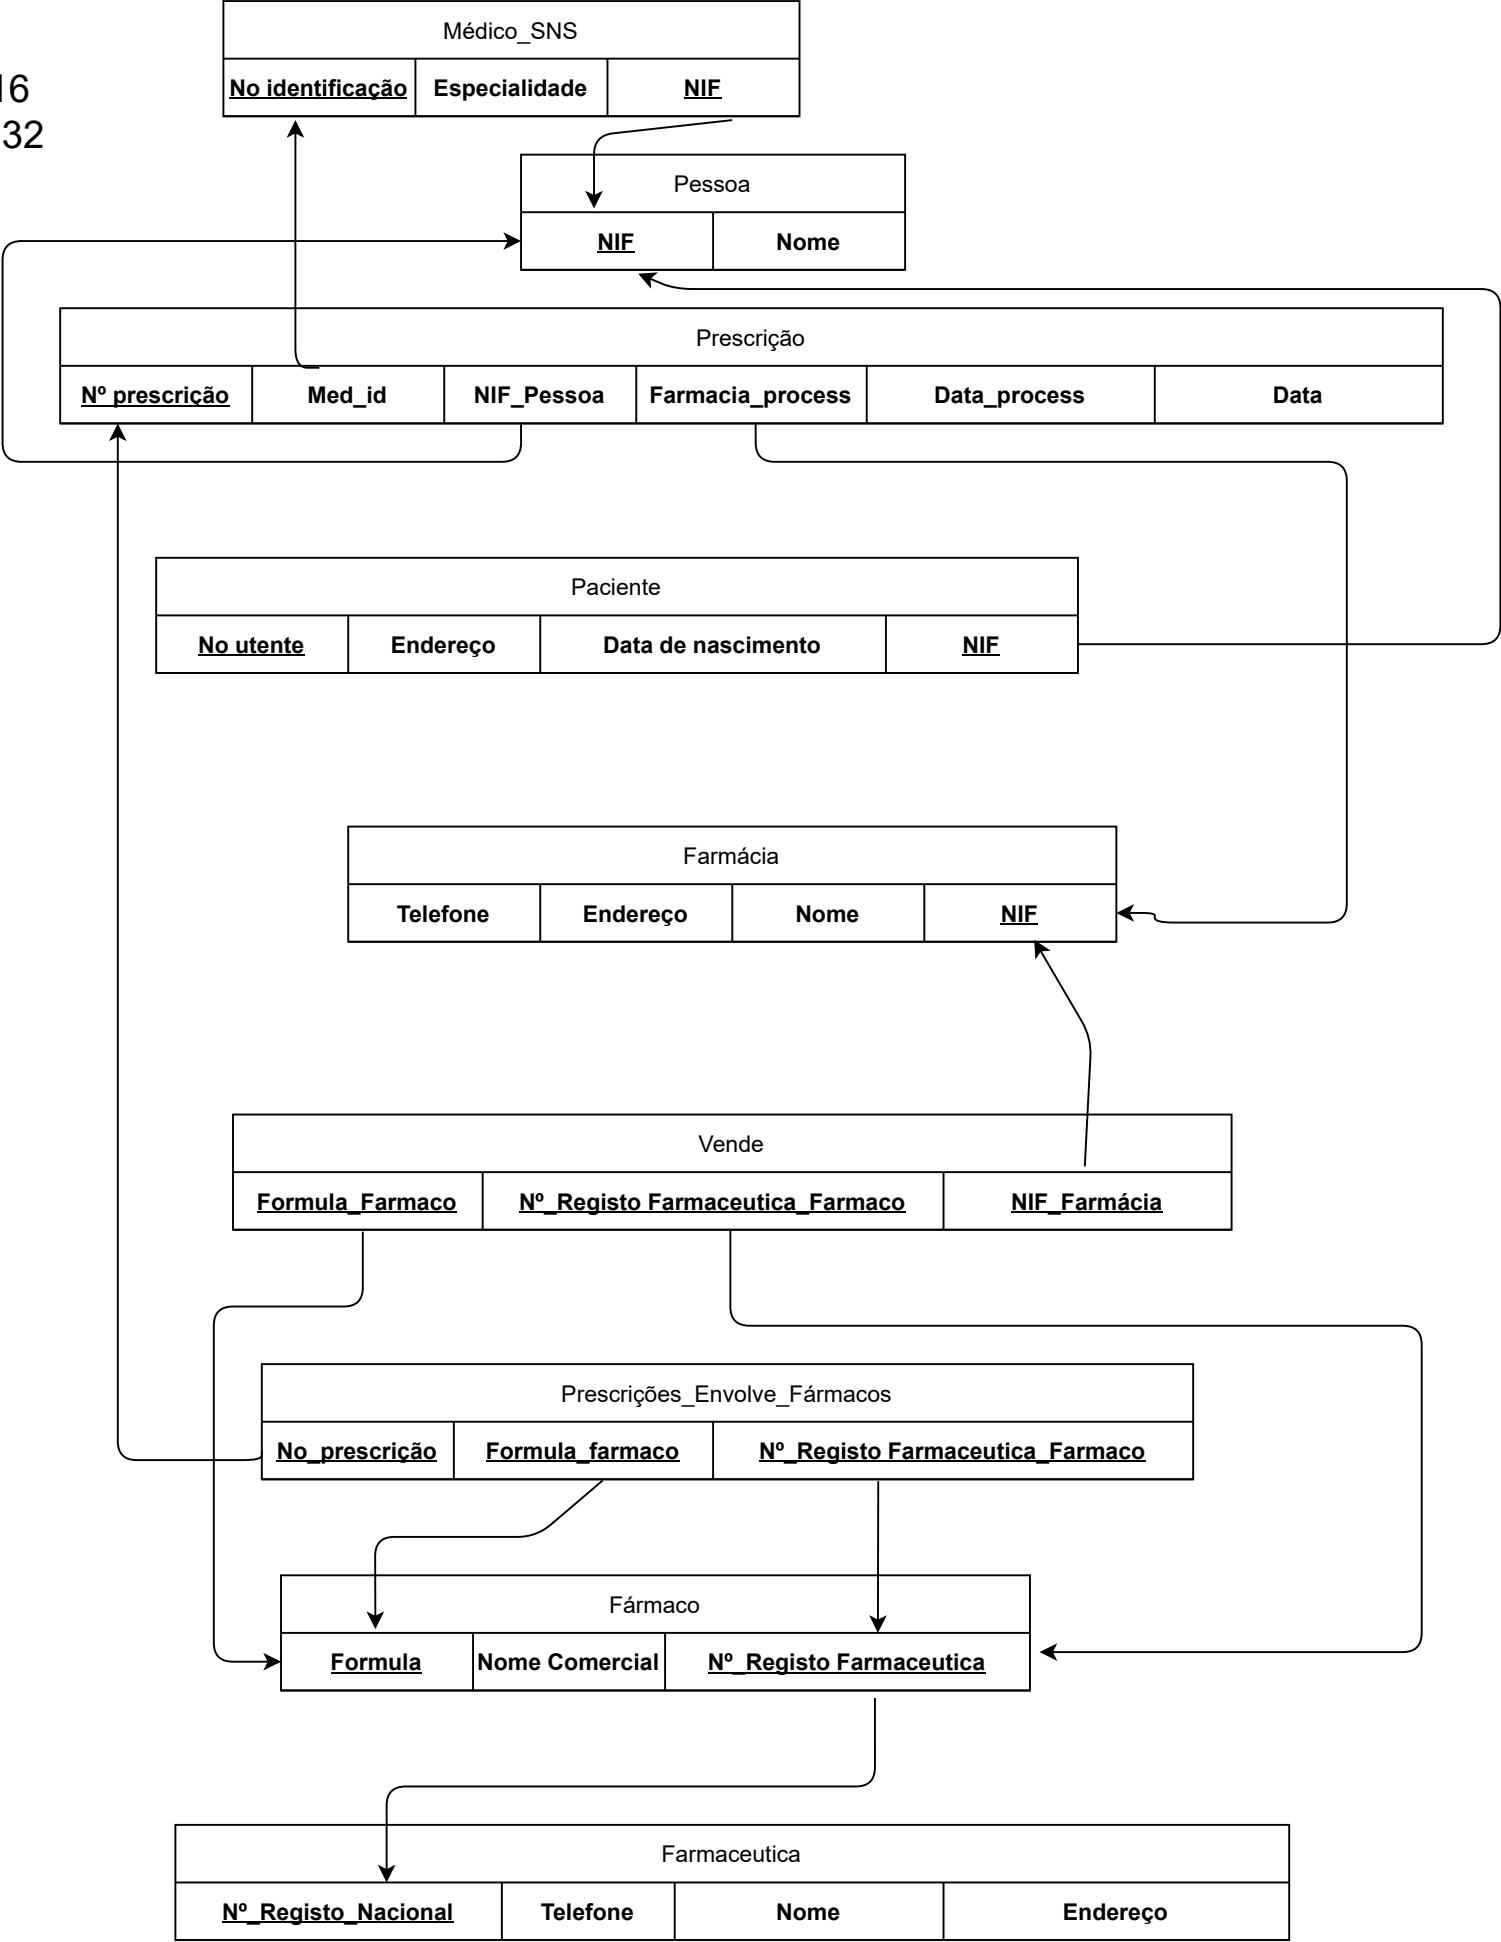 Médico_SNS
No identificação Especialidade NIF
32
Pessoa
NIF Nome
Prescrição
Nº prescrição Med_id NIF_Pessoa Farmacia_process Data_process Data
Paciente
No utente Endereço Data de nascimento NIF
Farmácia
Telefone Endereço Nome NIF
Vende
Formula_Farmaco Nº_Registo Farmaceutica_Farmaco NIF_Farmácia
Prescrições_Envolve_Fármacos
No_prescrição Formula_farmaco Nº_Registo Farmaceutica_Farmaco
Fármaco
Formula Nome Comercial Nº_Registo Farmaceutica
Farmaceutica
Nº_Registo_Nacional Telefone Nome Endereço